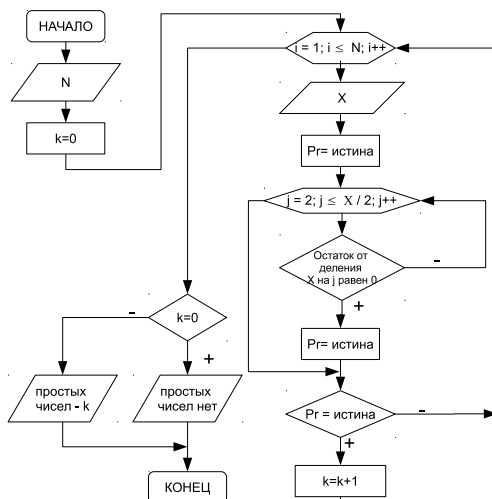 НАЧАЛО
N
k=0
i = 1; i ≤ N; i++
X
Pr= истина
j = 2; j ≤ X / 2; j++
Остаток от
деления
X на j равен 0
-
+
Pr= истина
k=0
-
+
простых
чисел - k
простых
чисел нет
Pr = истина
-
+
k=k+1
КОНЕЦ